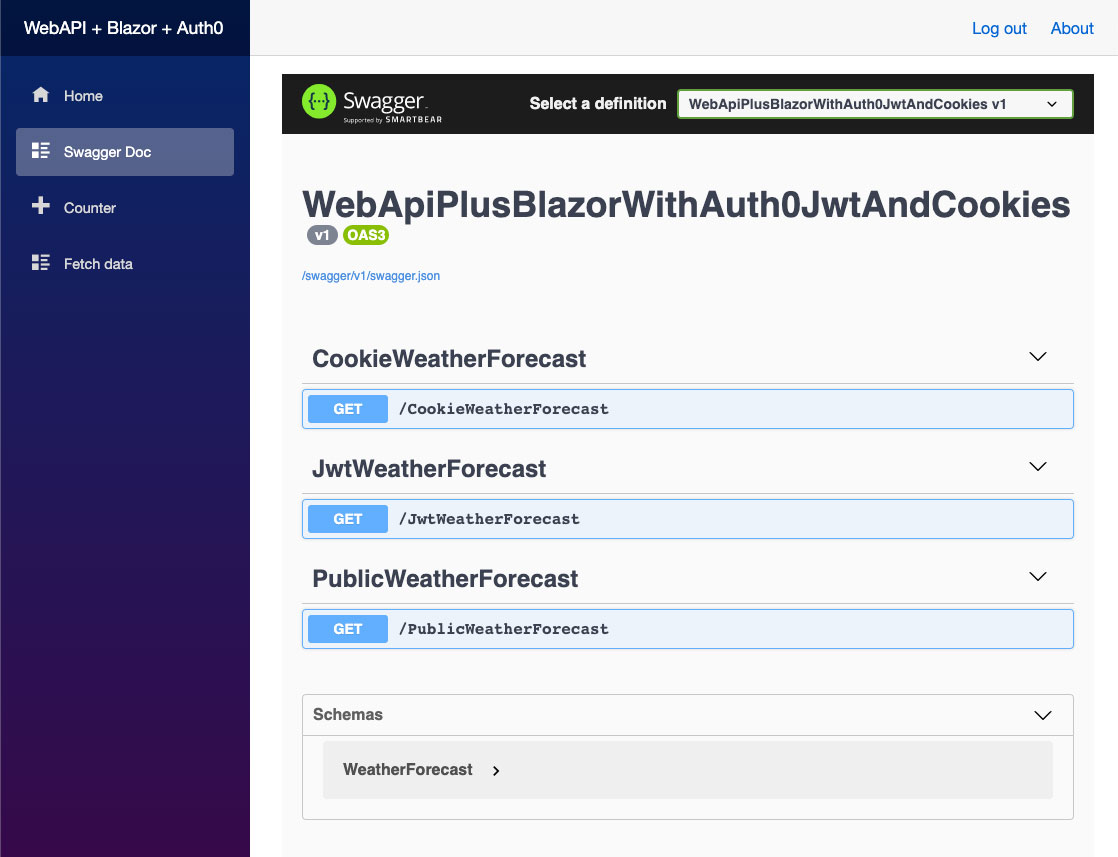 WebAPI + Blazor + Auth0
Log out About
Home
Swagger Doc
Counter
Fetch data
{···} Swagger
Supported by SMARTBEAR
Select a definition WebApiPlusBlazorWithAuth0JwtAndCookies v1
WebApiPlusBlazorWithAuth0JwtAndCookies
v1 OAS3
/swagger/v1/swagger.json
CookieWeatherForecast
GET /CookieWeatherForecast
JwtWeatherForecast
GET /JwtWeatherForecast
PublicWeatherForecast
GET /PublicWeatherForecast
Schemas
WeatherForecast